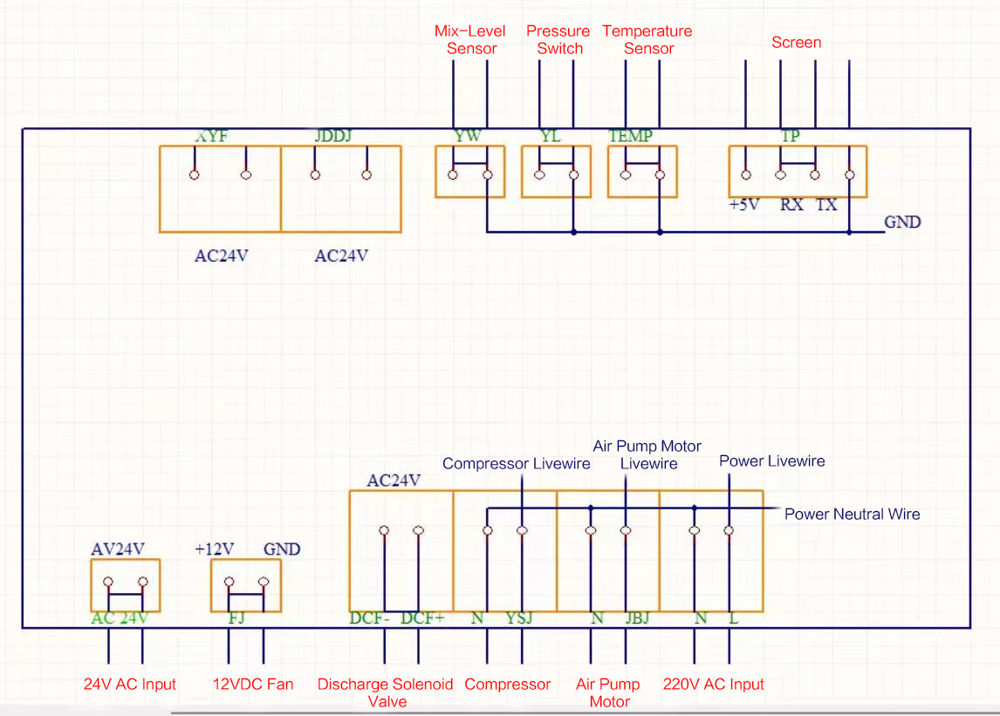 Mix-Level
Sensor
Pressure
Switch
Temperature
Sensor
Screen
XYF
JDDJ
YW
YL
TEMP
TP
+5V
RX
TX
GND
AC24V
AC24V
Air Pump Motor
Livewire
Compressor Livewire
Power Livewire
AC24V
Power Neutral Wire
AV24V
+12V
GND
AC 24V
FJ
DCF-
DCF+
N
YSJ
N
JBJ
N
L
24V AC Input
12VDC Fan
Discharge Solenoid
Valve
Compressor
Air Pump
Motor
220V AC Input